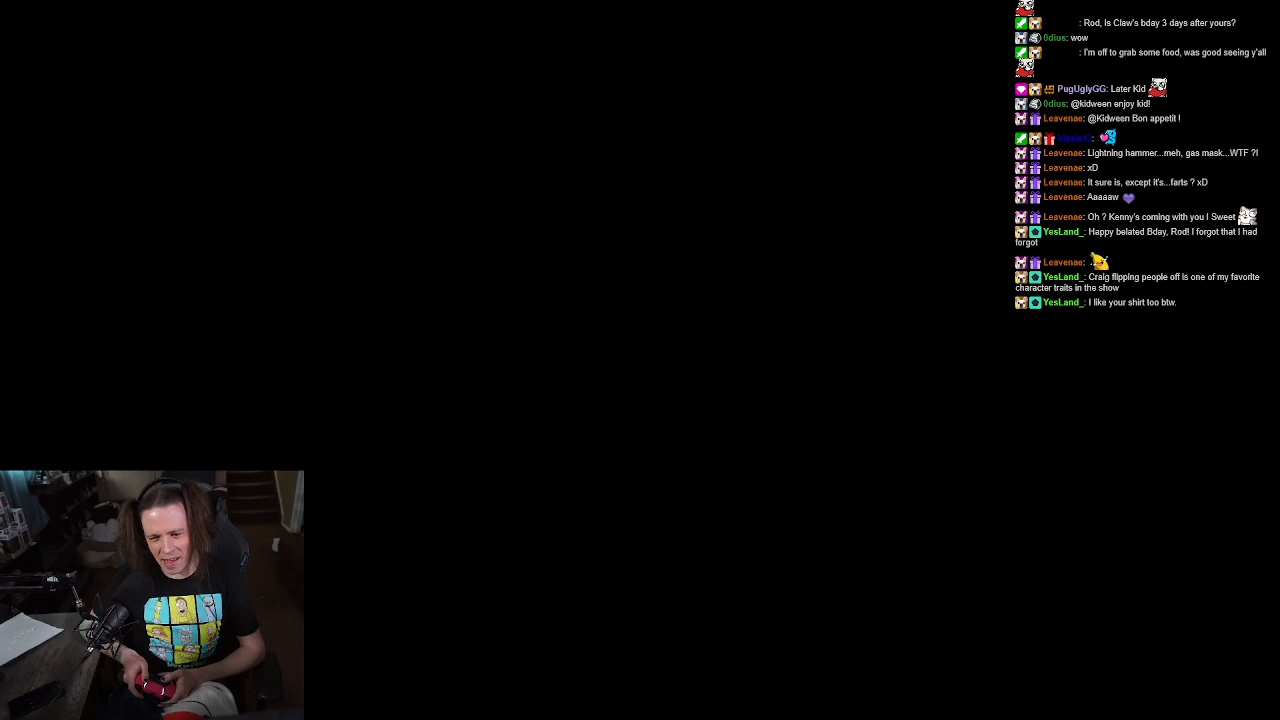 : Rod, is Claw's bday 3 days after yours?
0dius: wow
: I'm off to grab some food, was good seeing y'all
PugUglyGG: Later Kid
0dius: @kidween enjoy kid!
Leavenae: @Kidween Bon appetit !
Leavenae: Lightning hammer...meh, gas mask...WTF ?!
Leavenae: xD
Leavenae: It sure is, except it's...farts ? xD
Leavenae: Aaaaaw
Leavenae: Oh ? Kenny's coming with you ! Sweet
YesLand_: Happy belated Bday, Rod! I forgot that I had
forgot
Leavenae:
YesLand_: Craig flipping people off is one of my favorite
character traits in the show
YesLand_: I like your shirt too btw.